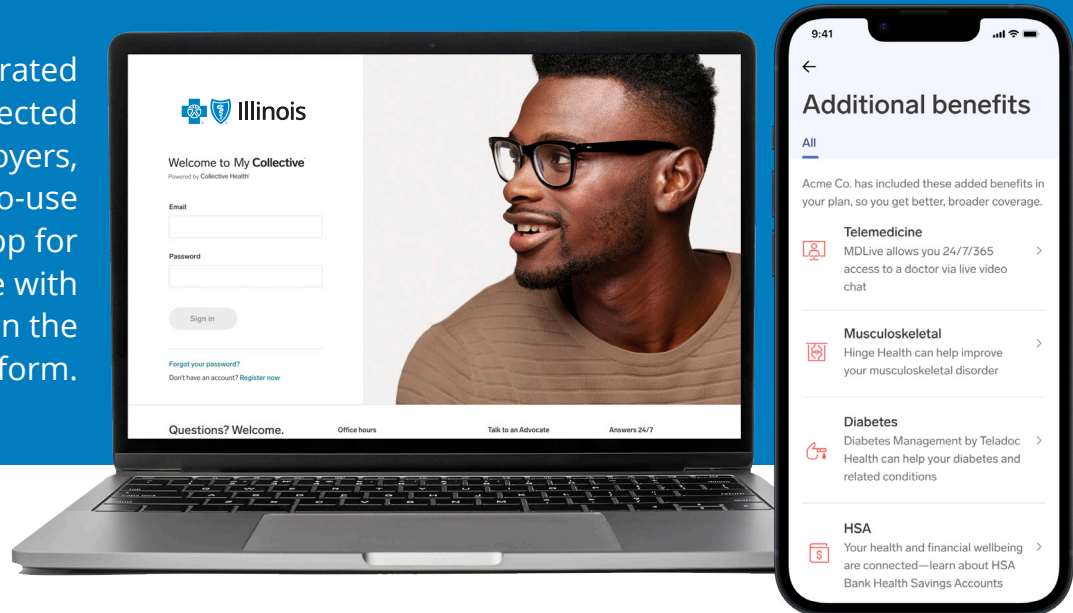 rated
ected
oyers,
o-use
pp for
e with
n the
form.
Illinois
Welcome to My Collective
Powered by Collective Health
Email
Password
Sign in
Forgot your password?
Don't have an account? Register now
Questions? Welcome.
Office hours
Talk to an Advocate
Answers 24/7
9:41
Additional benefits
All
Acme Co. has included these added benefits in
your plan, so you get better, broader coverage.
Telemedicine
MDLive allows you 24/7/365
access to a doctor via live video
chat
Musculoskeletal
Hinge Health can help improve
your musculoskeletal disorder
Diabetes
Diabetes Management by Teladoc
Health can help your diabetes and
related conditions
HSA
Your health and financial wellbeing
are connected—learn about HSA
Bank Health Savings Accounts